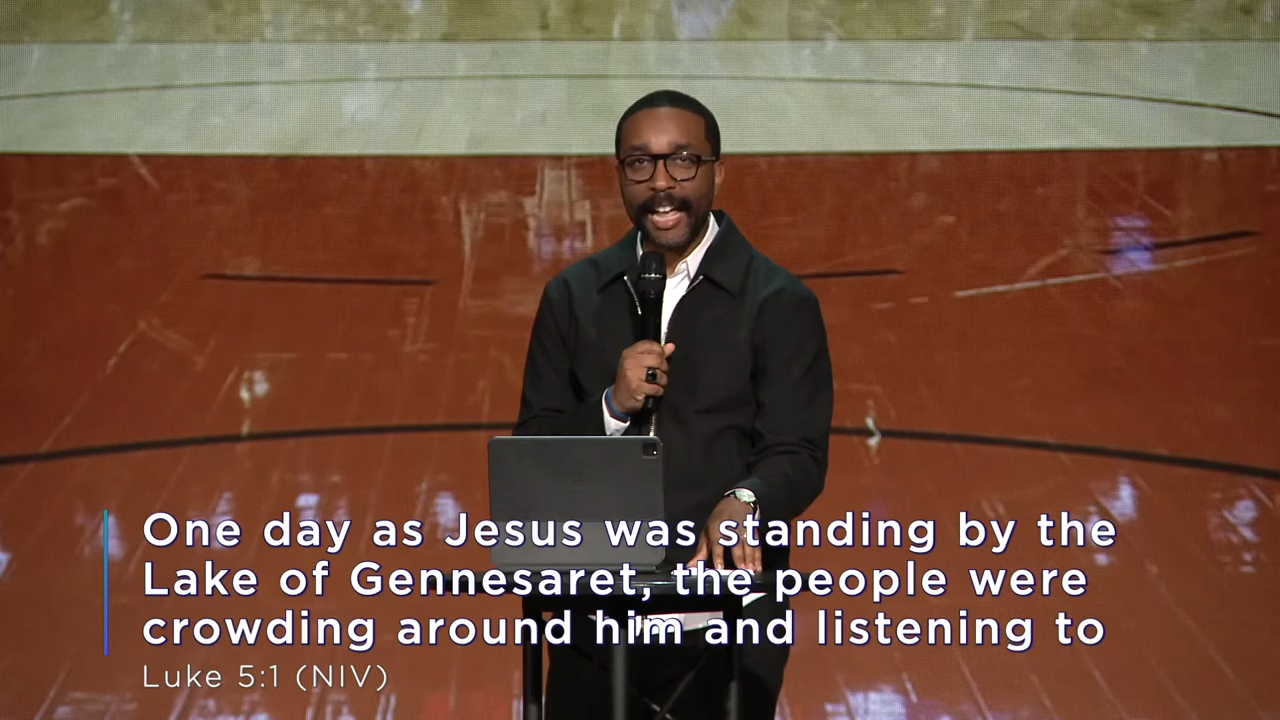 One day as Jesus was standing by the
Lake of Gennesaret, the people were
crowding around him and listening to
Luke 5:1 (NIV)